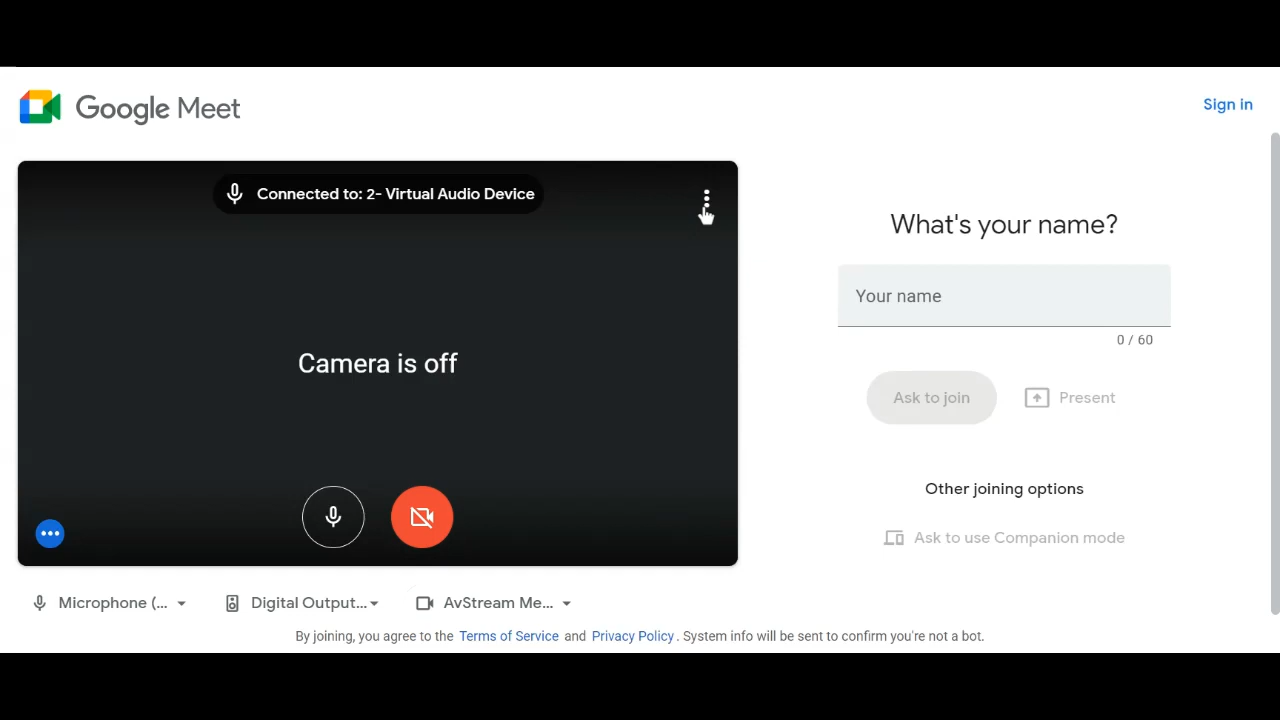 Google Meet
Sign in
Connected to: 2- Virtual Audio Device
Camera is off
What's your name?
Your name
0 / 60
Ask to join
Present
Other joining options
Ask to use Companion mode
Microphone (...
Digital Output...
AvStream Me...
By joining, you agree to the Terms of Service and Privacy Policy. System info will be sent to confirm you're not a bot.